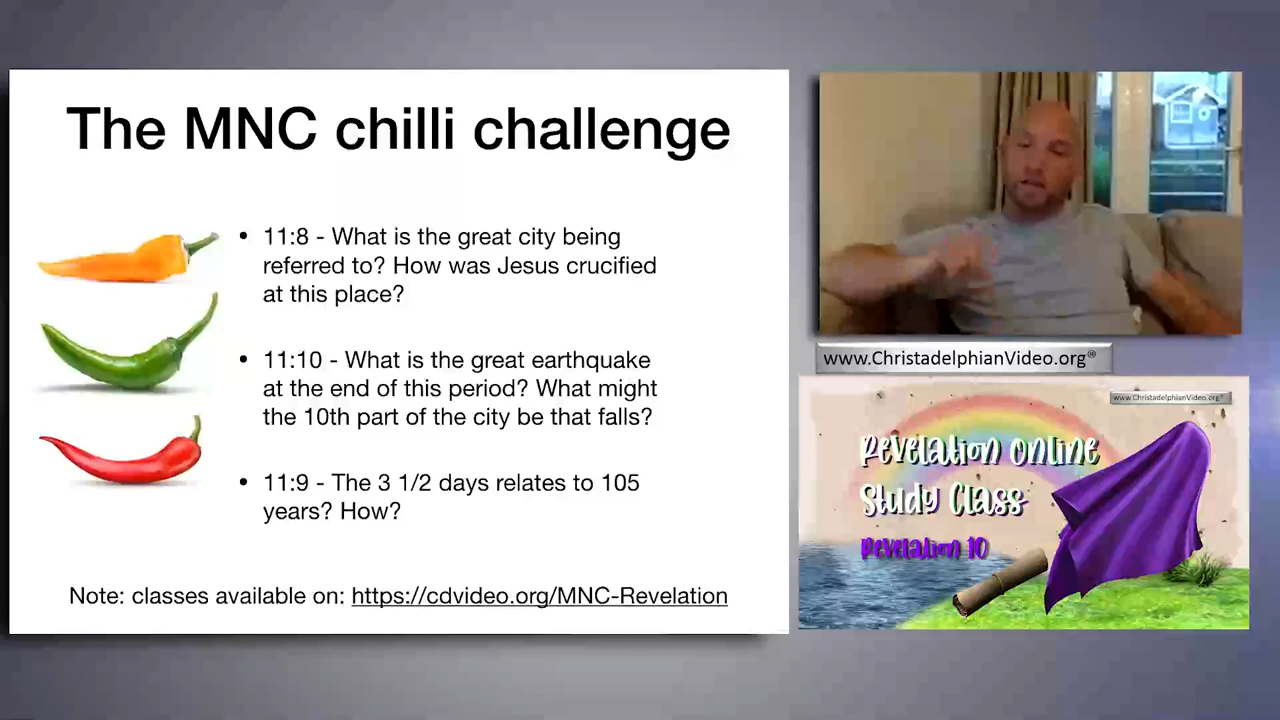 The MNC chilli challenge
• 11:8 - What is the great city being
referred to? How was Jesus crucified
at this place?
• 11:10 - What is the great earthquake
at the end of this period? What might
the 10th part of the city be that falls?
• 11:9 - The 3 1/2 days relates to 105
years? How?
Note: classes available on: https://cdvideo.org/MNC-Revelation
www.ChristadelphianVideo.org®
www.ChristadelphianVideo.org®
Revelation Online
Study Class
Revelation 10